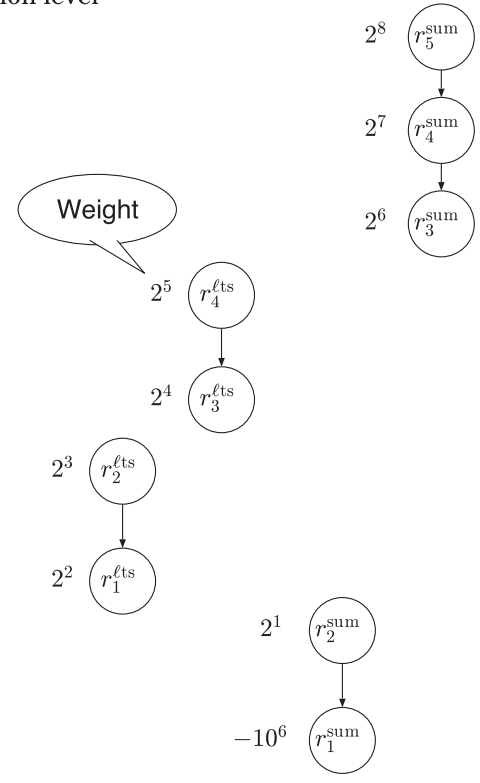 ion level
2^8 r_5^sum
2^7 r_4^sum
2^6 r_3^sum
Weight
2^5 r_4^ℓts
2^4 r_3^ℓts
2^3 r_2^ℓts
2^2 r_1^ℓts
2^1 r_2^sum
−10^6 r_1^sum